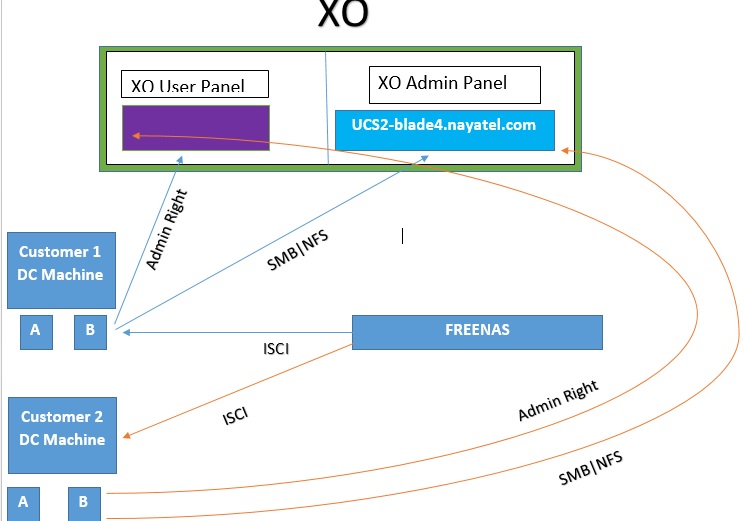 XO
XO User Panel
XO Admin Panel
UCS2-blade4.nayatel.com
Admin Right
SMB|NFS
Customer 1
DC Machine
A
B
FREENAS
ISCI
ISCI
Customer 2
DC Machine
Admin Right
SMB|NFS
A
B